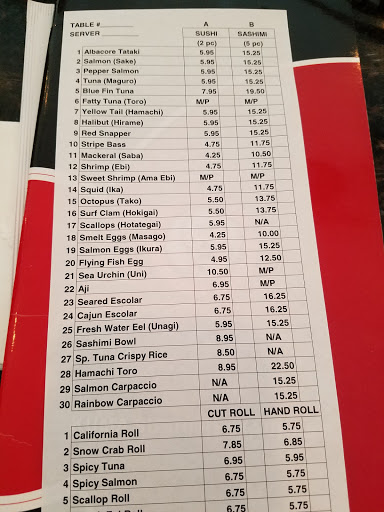 TABLE #________ A B
SERVER ________ SUSHI SASHIMI
(2 pc) (5 pc)
1 Albacore Tataki 5.95 15.25
2 Salmon (Sake) 5.95 15.25
3 Pepper Salmon 5.95 15.25
4 Tuna (Maguro) 5.95 15.25
5 Blue Fin Tuna 7.95 19.50
6 Fatty Tuna (Toro) M/P M/P
7 Yellow Tail (Hamachi) 5.95 15.25
8 Halibut (Hirame) 5.95 15.25
9 Red Snapper 5.95 15.25
10 Stripe Bass 4.75 11.75
11 Mackeral (Saba) 4.25 10.50
12 Shrimp (Ebi) 4.75 11.75
13 Sweet Shrimp (Ama Ebi) M/P M/P
14 Squid (Ika) 4.75 11.75
15 Octopus (Tako) 5.50 13.75
16 Surf Clam (Hokigai) 5.50 13.75
17 Scallops (Hotategai) 5.95 N/A
18 Smelt Eggs (Masago) 4.25 10.00
19 Salmon Eggs (Ikura) 5.95 15.25
20 Flying Fish Egg 4.95 12.50
21 Sea Urchin (Uni) 10.50 M/P
22 Aji 6.95 M/P
23 Seared Escolar 6.75 16.25
24 Cajun Escolar 6.75 16.25
25 Fresh Water Eel (Unagi) 5.95 15.25
26 Sashimi Bowl 8.95 N/A
27 Sp. Tuna Crispy Rice 8.50 N/A
28 Hamachi Toro 8.95 22.50
29 Salmon Carpaccio N/A 15.25
30 Rainbow Carpaccio N/A 15.25
CUT ROLL HAND ROLL
1 California Roll 6.75 5.75
2 Snow Crab Roll 7.85 6.85
3 Spicy Tuna 6.95 5.95
4 Spicy Salmon 6.75 5.75
5 Scallop Roll 6.75 5.75
Roll 6.75 5.75